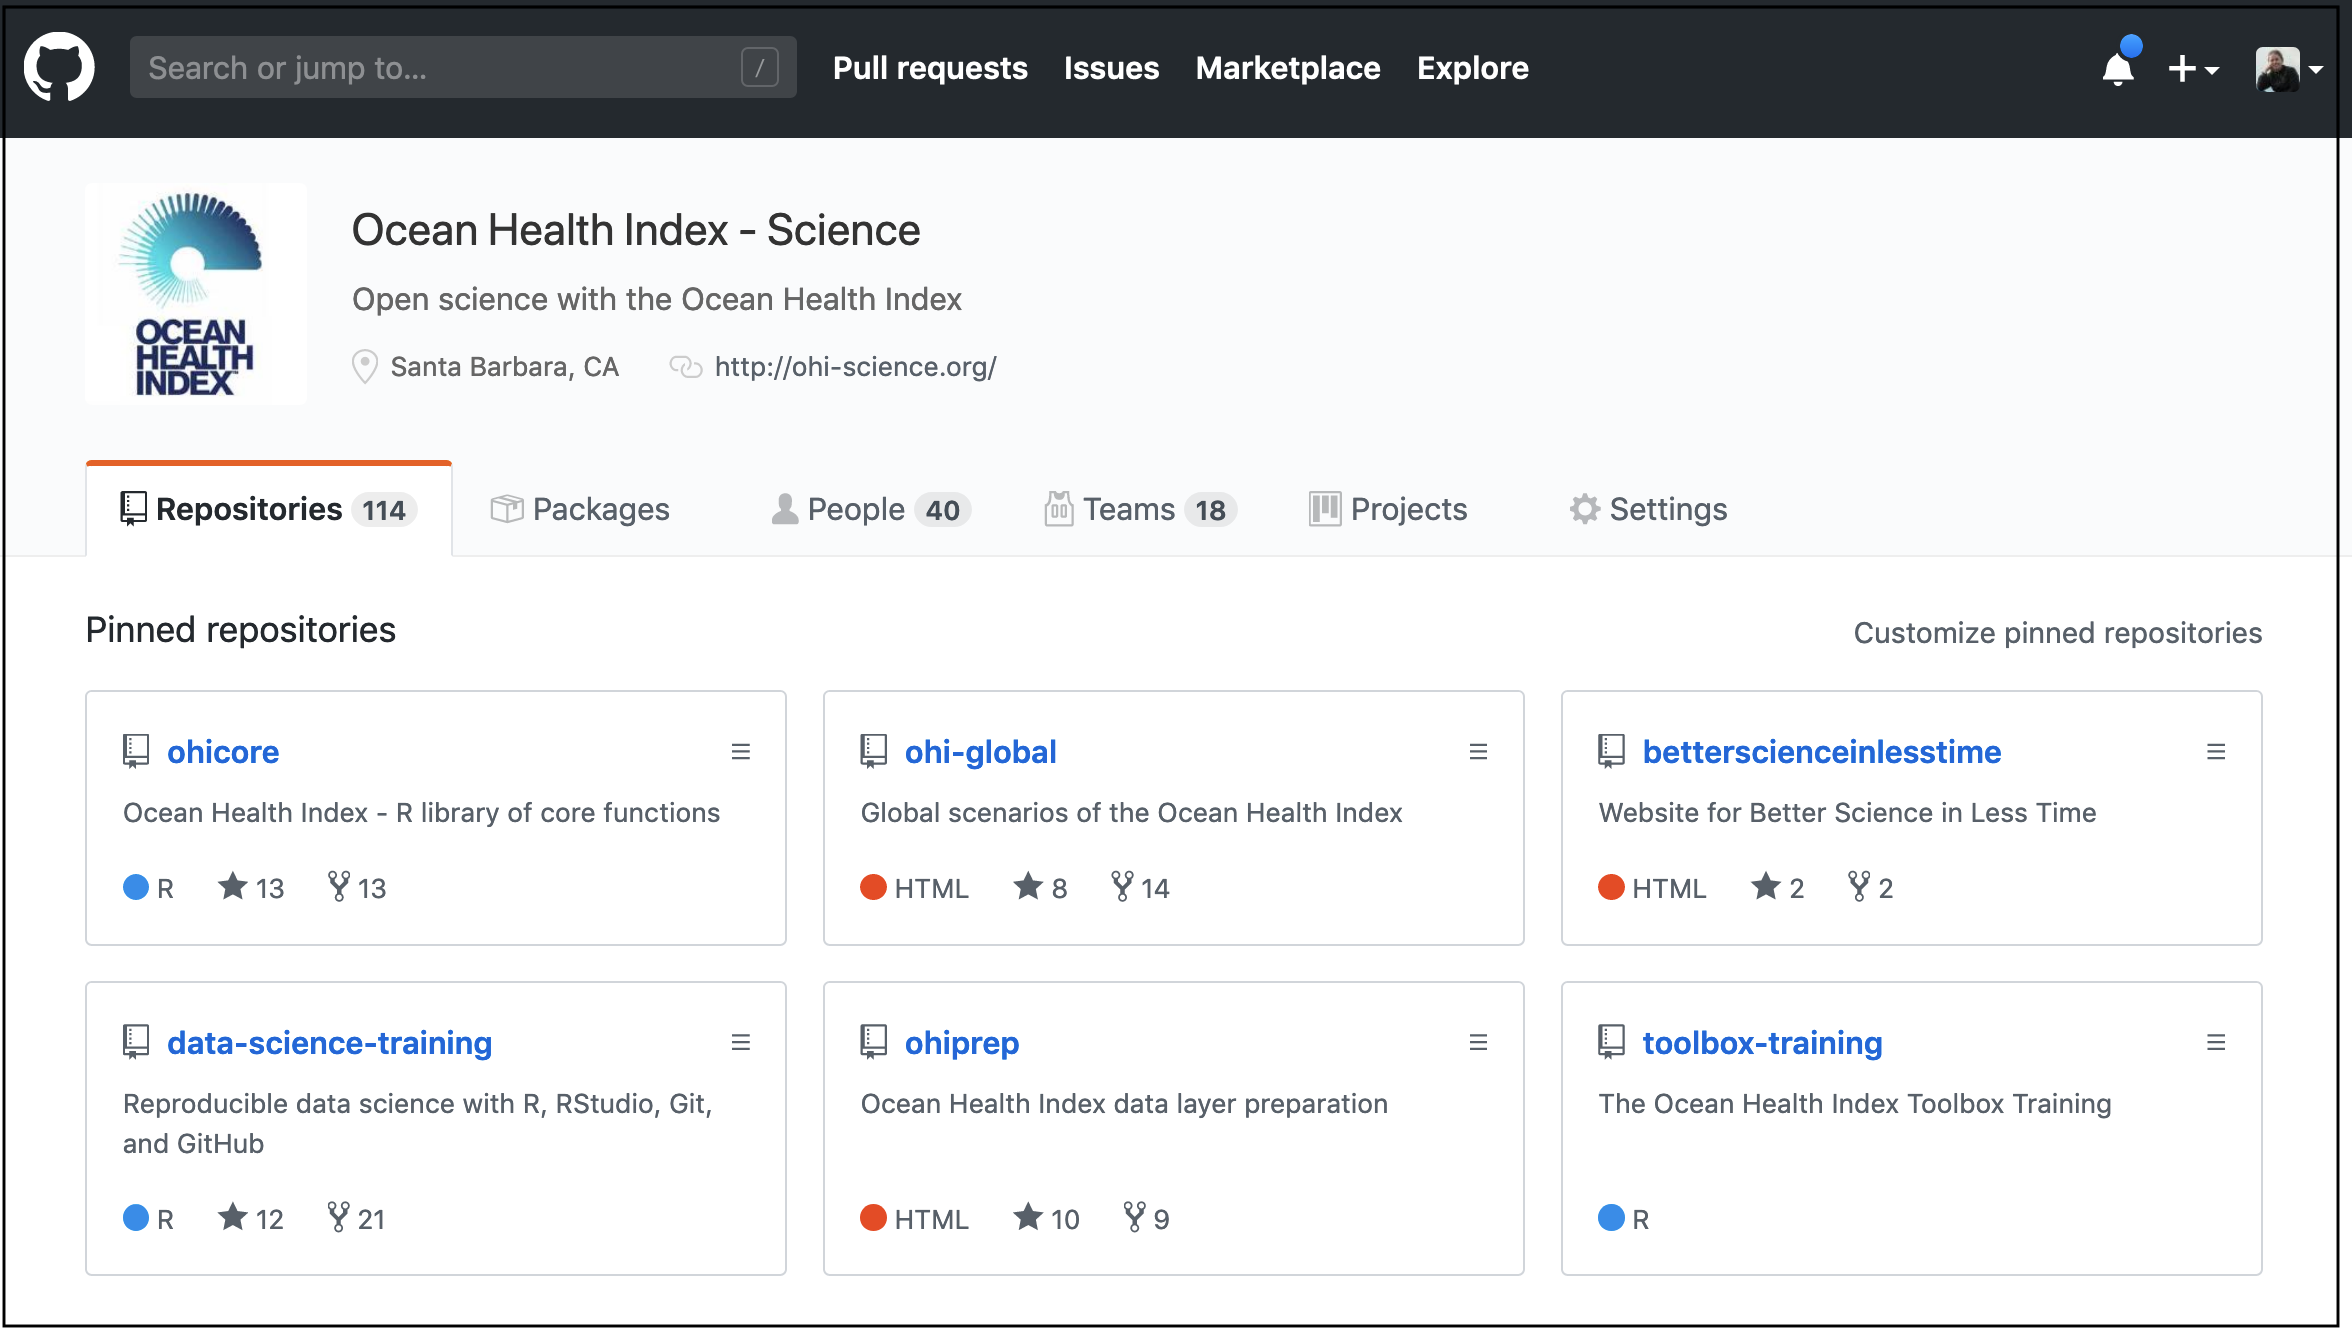 Search or jump to... /
Pull requests Issues Marketplace Explore
OCEAN
HEALTH
INDEX™
Ocean Health Index - Science
Open science with the Ocean Health Index
Santa Barbara, CA http://ohi-science.org/
Repositories 114 Packages People 40 Teams 18 Projects Settings
Pinned repositories Customize pinned repositories
ohicore
Ocean Health Index - R library of core functions
R 13 13
ohi-global
Global scenarios of the Ocean Health Index
HTML 8 14
betterscienceinlesstime
Website for Better Science in Less Time
HTML 2 2
data-science-training
Reproducible data science with R, RStudio, Git,
and GitHub
R 12 21
ohiprep
Ocean Health Index data layer preparation
HTML 10 9
toolbox-training
The Ocean Health Index Toolbox Training
R